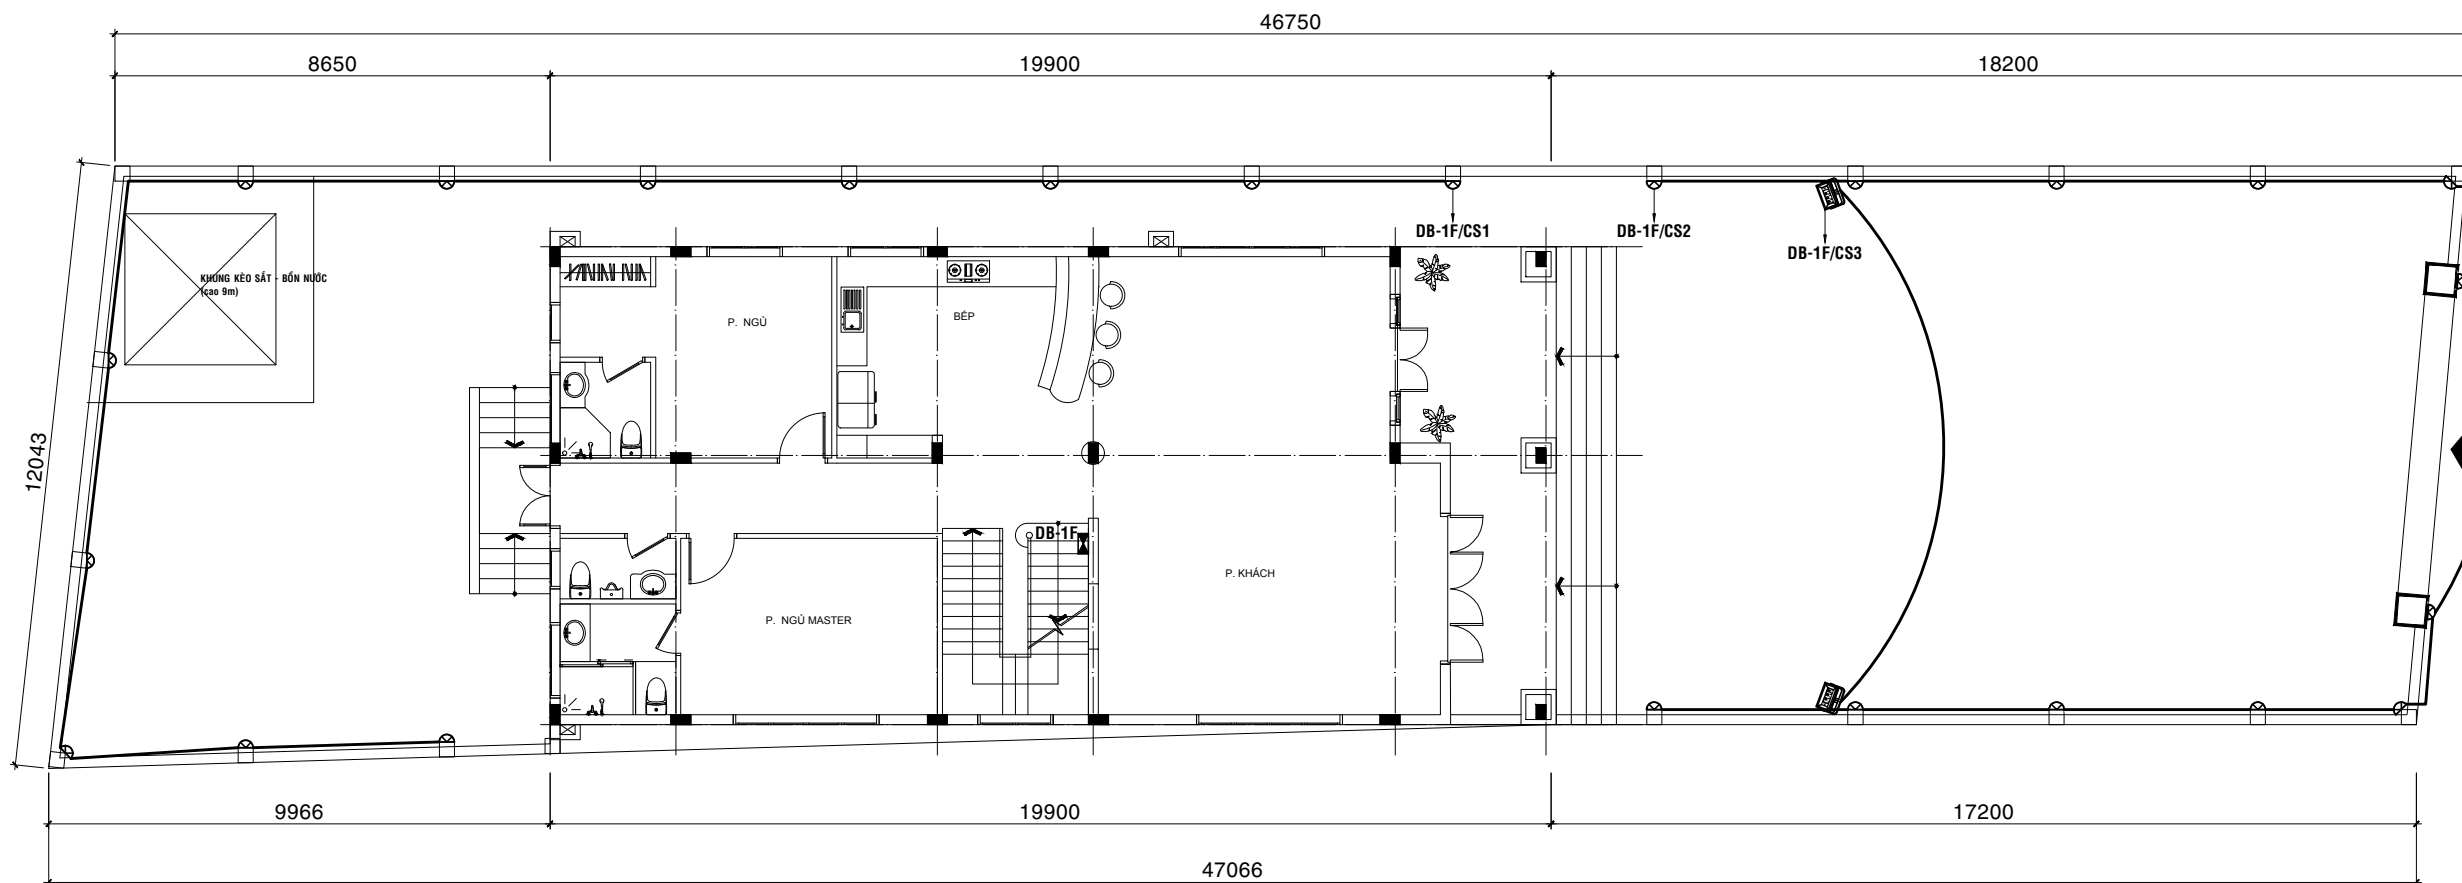 46750
8650
19900
18200
DB-1F/CS1
DB-1F/CS2
DB-1F/CS3
KHUNG KÈO SẮT - BỒN NƯỚC
(cao 9m)
P. NGỦ
BẾP
12043
DB-1F
P. KHÁCH
P. NGỦ MASTER
9966
19900
17200
47066